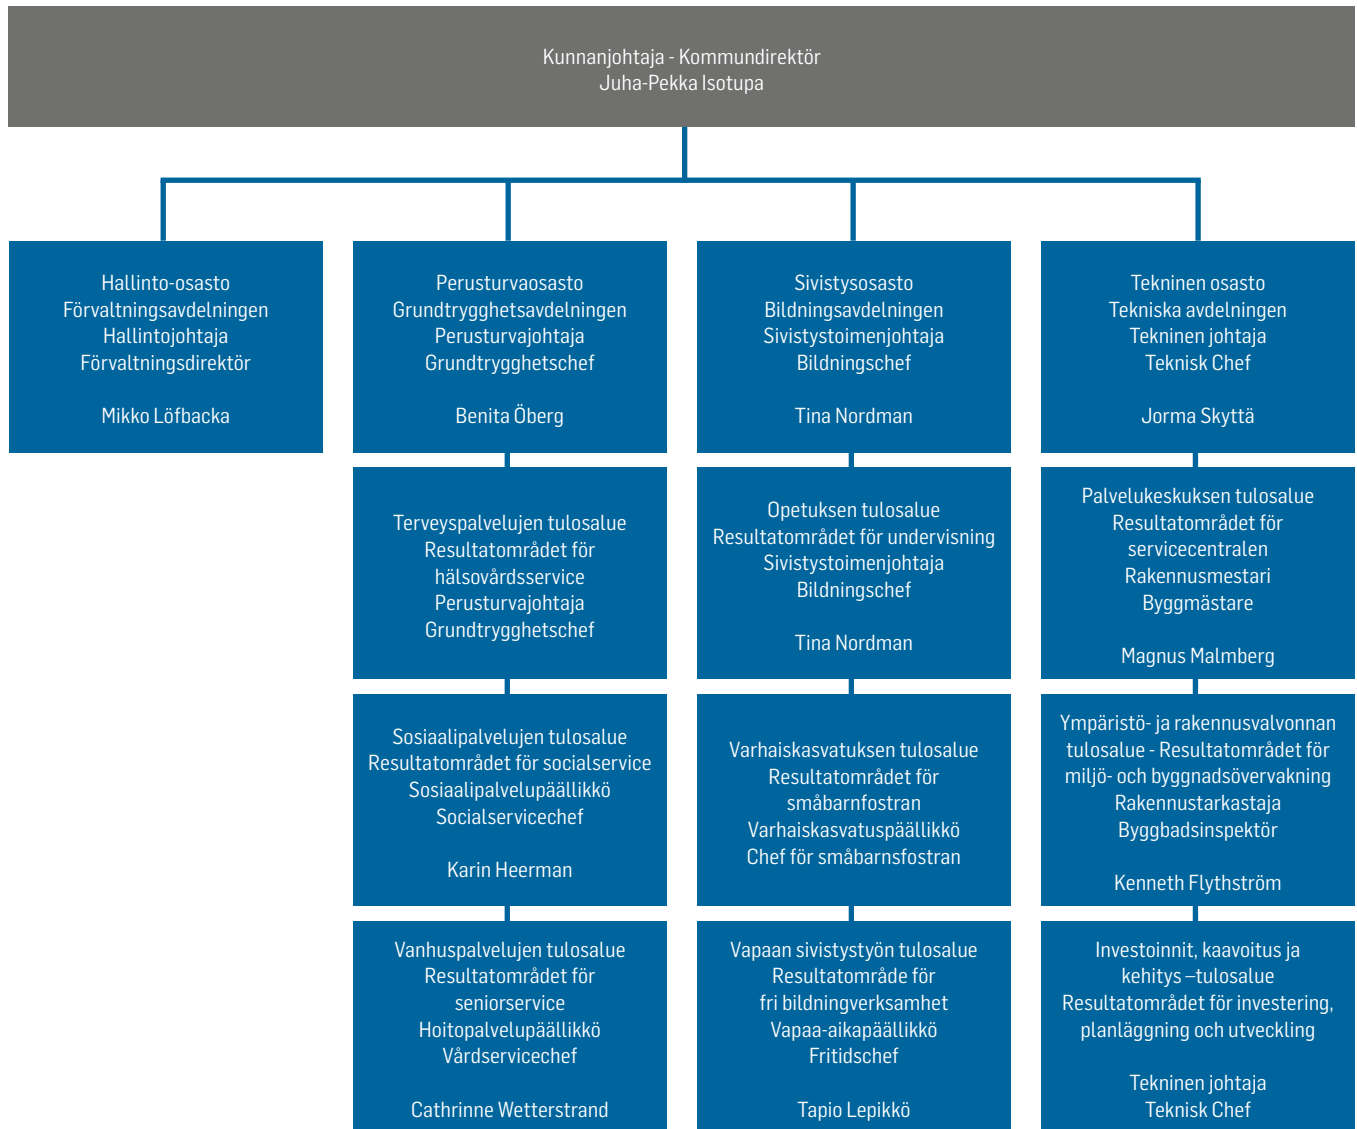 Kunnanjohtaja - Kommundirektör
Juha-Pekka Isotupa
Hallinto-osasto
Förvaltningsavdelningen
Hallintojohtaja
Förvaltningsdirektör
Mikko Löfbacka
Perusturvaosasto
Grundtrygghetsavdelningen
Perusturvajohtaja
Grundtrygghetschef
Benita Öberg
Sivistysosasto
Bildningsavdelningen
Sivistystoimenjohtaja
Bildningschef
Tina Nordman
Tekninen osasto
Tekniska avdelningen
Tekninen johtaja
Teknisk Chef
Jorma Skyttä
Terveyspalvelujen tulosalue
Resultatområdet för
hälsovårdsservice
Perusturvajohtaja
Grundtrygghetschef
Opetuksen tulosalue
Resultatområdet för undervisning
Sivistystoimenjohtaja
Bildningschef
Tina Nordman
Palvelukeskuksen tulosalue
Resultatområdet för
servicecentralen
Rakennusmestari
Byggmästare
Magnus Malmberg
Sosiaalipalvelujen tulosalue
Resultatområdet för socialservice
Sosiaalipalvelupäällikkö
Socialservicechef
Karin Heerman
Varhaiskasvatuksen tulosalue
Resultatområdet för
småbarnfostran
Varhaiskasvatuspäällikkö
Chef för småbarnsfostran
Ympäristö- ja rakennusvalvonnan
tulosalue - Resultatområdet för
miljö- och byggnadsövervakning
Rakennustarkastaja
Byggbadsinspektör
Kenneth Flythström
Vanhuspalvelujen tulosalue
Resultatområdet för
seniorservice
Hoitopalvelupäällikkö
Vårdservicechef
Cathrinne Wetterstrand
Vapaan sivistystyön tulosalue
Resultatområde för
fri bildningverksamhet
Vapaa-aikapäällikkö
Fritidschef
Tapio Lepikkö
Investoinnit, kaavoitus ja
kehitys –tulosalue
Resultatområdet för investering,
planläggning och utveckling
Tekninen johtaja
Teknisk Chef